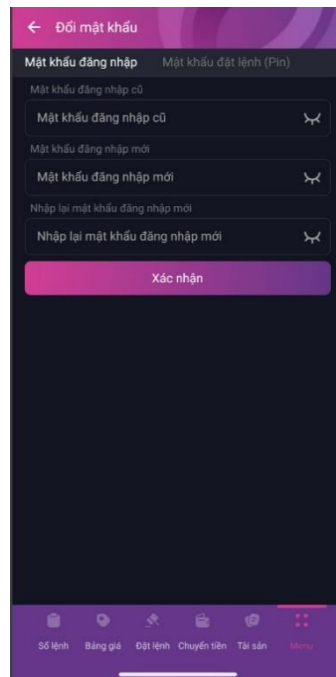 Đổi mật khẩu
Mật khẩu đăng nhập Mật khẩu đặt lệnh (Pin)
Mật khẩu đăng nhập cũ
Mật khẩu đăng nhập cũ
Mật khẩu đăng nhập mới
Mật khẩu đăng nhập mới
Nhập lại mật khẩu đăng nhập mới
Nhập lại mật khẩu đăng nhập mới
Xác nhận
Sổ lệnh Bảng giá Đặt lệnh Chuyển tiền Tài sản Menu